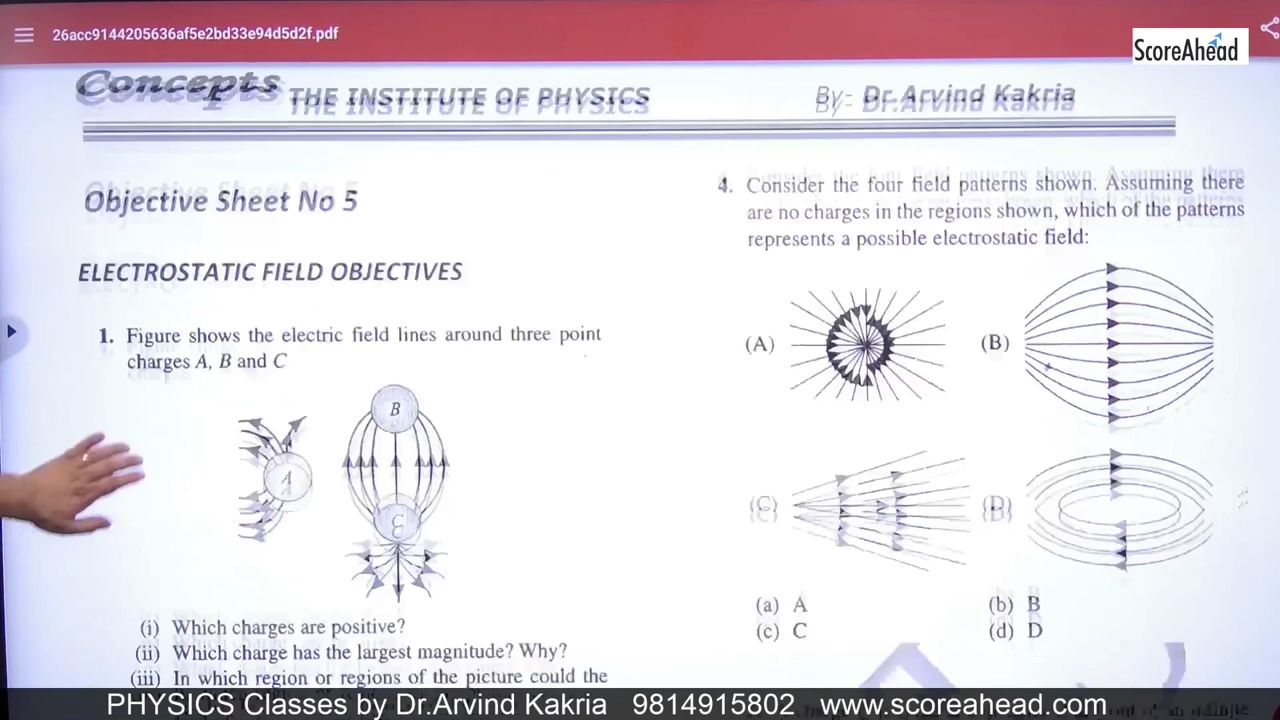 26acc9144205636af5e2bd33e94d5d2f.pdf
ScoreAhead
Concepts THE INSTITUTE OF PHYSICS By:- Dr.Arvind Kakria
Objective Sheet No 5
ELECTROSTATIC FIELD OBJECTIVES
1. Figure shows the electric field lines around three point
charges A, B and C
B
A
C
(i) Which charges are positive?
(ii) Which charge has the largest magnitude? Why?
(iii) In which region or regions of the picture could the
4. Consider the four field patterns shown. Assuming there
are no charges in the regions shown, which of the patterns
represents a possible electrostatic field:
(A) (B)
(C) (D)
(a) A (b) B
(c) C (d) D
PHYSICS Classes by Dr.Arvind Kakria 9814915802 www.scoreahead.com